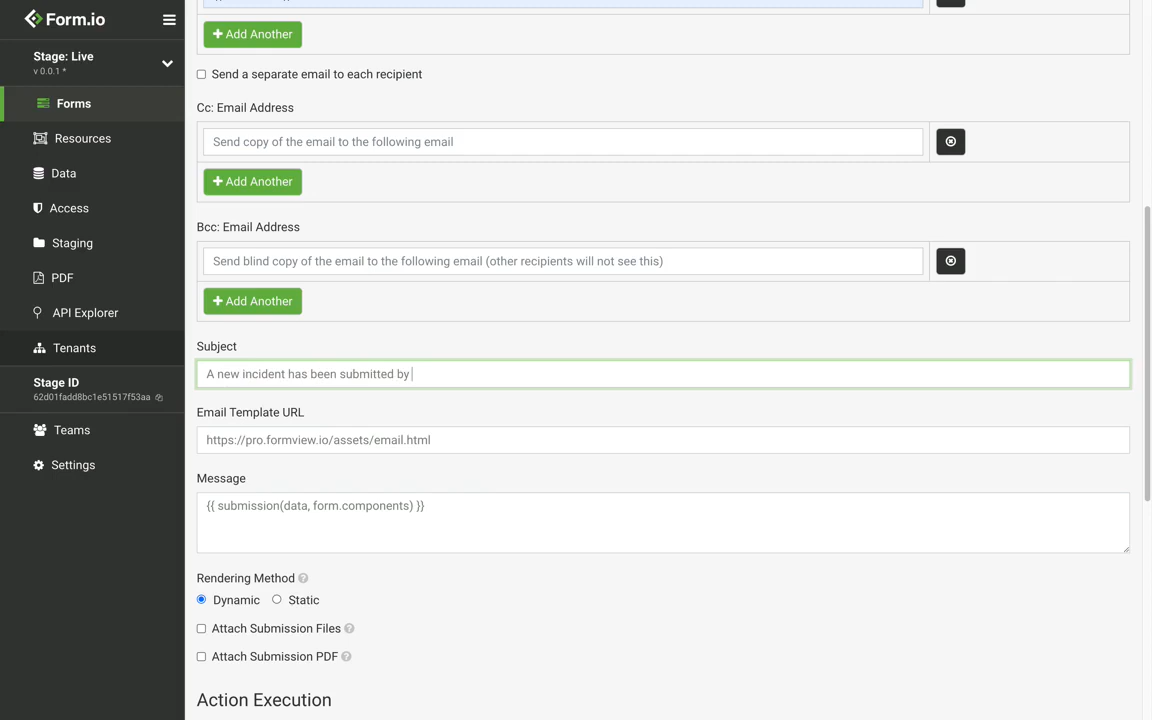 Form.io
Stage: Live
v 0.0.1 *
Forms
Resources
Data
Access
Staging
PDF
API Explorer
Tenants
Stage ID
62d01fadd8bc1e51517f53aa
Teams
Settings
+ Add Another
Send a separate email to each recipient
Cc: Email Address
Send copy of the email to the following email
+ Add Another
Bcc: Email Address
Send blind copy of the email to the following email (other recipients will not see this)
+ Add Another
Subject
A new incident has been submitted by
Email Template URL
https://pro.formview.io/assets/email.html
Message
{{ submission(data, form.components) }}
Rendering Method
Dynamic Static
Attach Submission Files
Attach Submission PDF
Action Execution